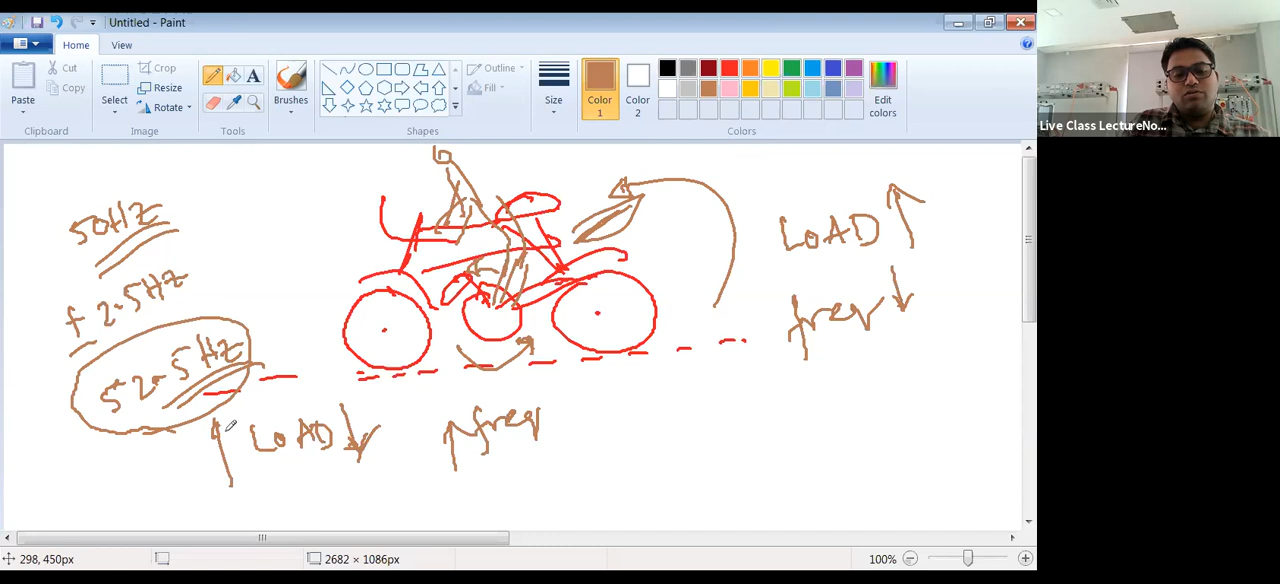 Untitled - Paint
Home
View
Paste
Cut
Copy
Clipboard
Select
Crop
Resize
Rotate
Image
Tools
Brushes
Shapes
Outline
Fill
Size
Color 1
Color 2
Edit colors
Colors
Live Class LectureNo...
50HZ
f 2.5HZ
52.5HZ
LOAD
freq
LOAD
freq
298, 450px
2682 × 1086px
100%